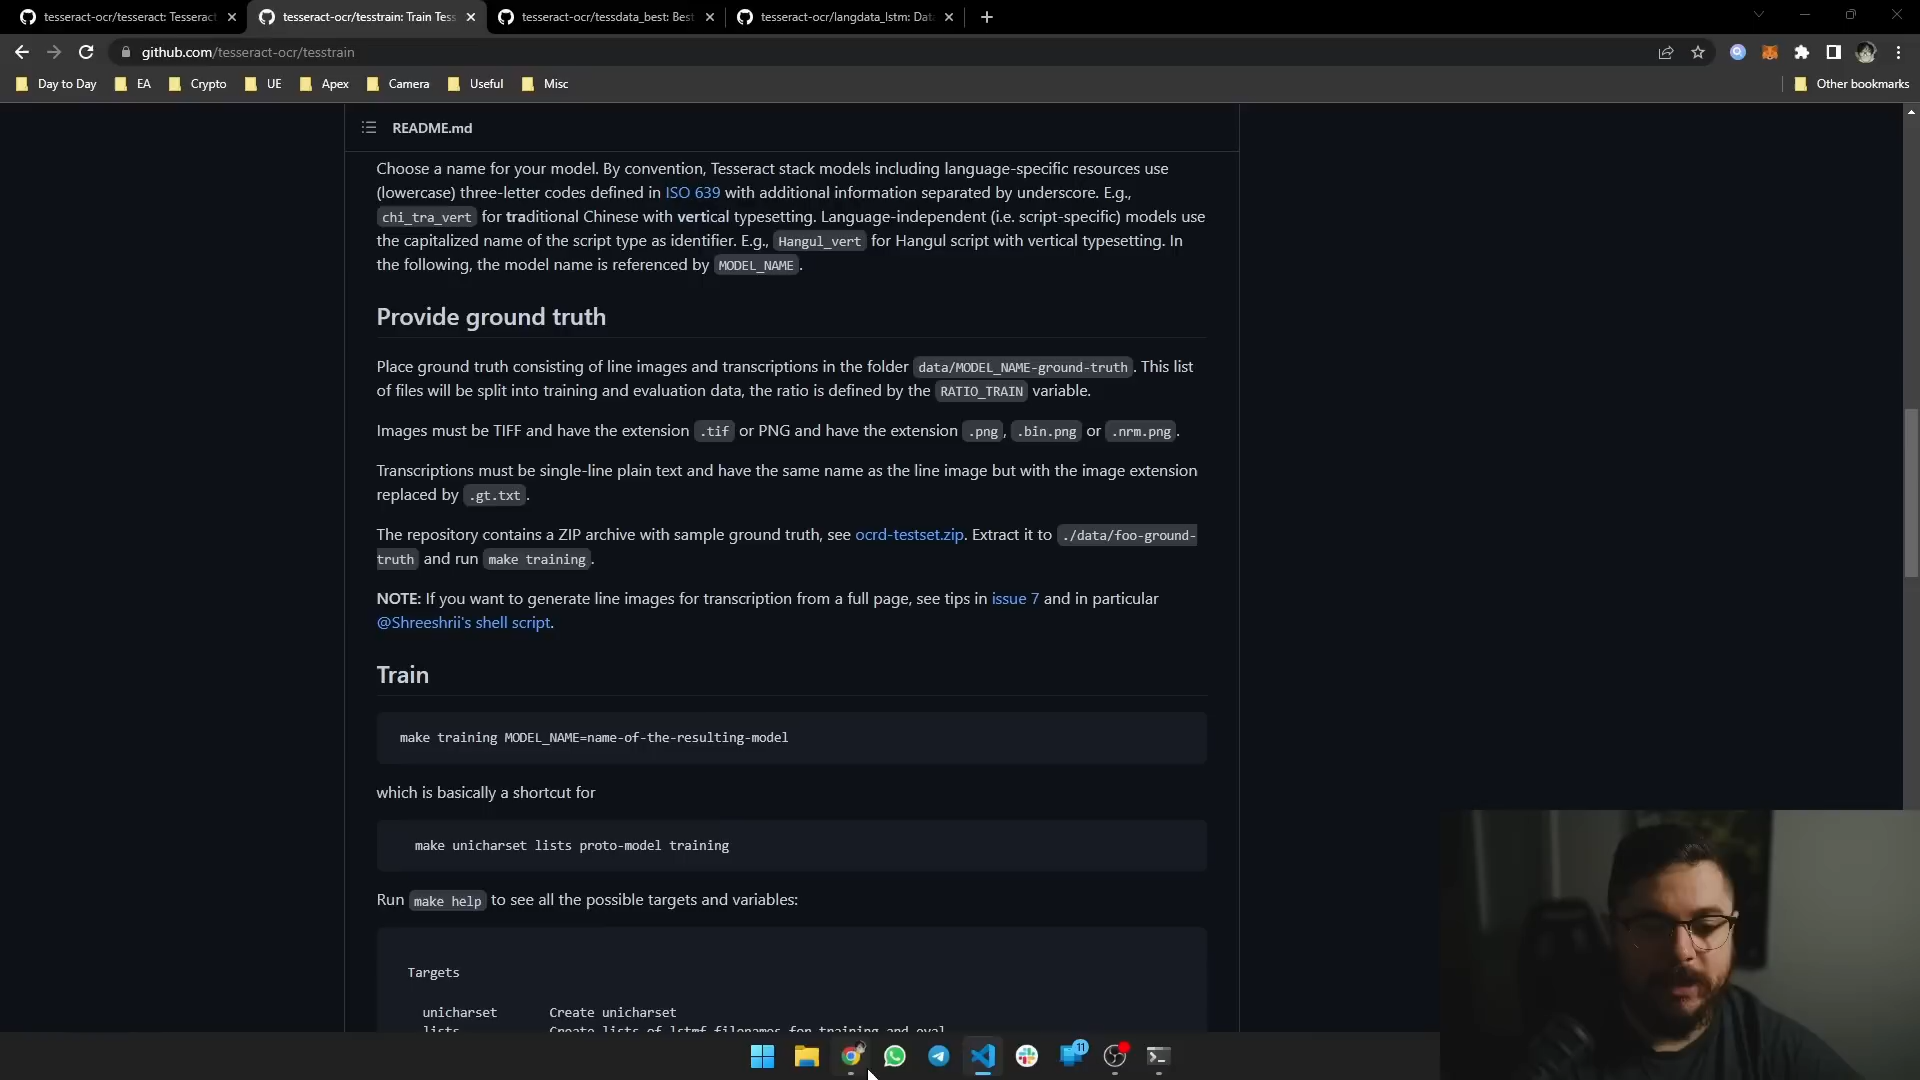 tesseract-ocr/tesseract: Tesserac
tesseract-ocr/tesstrain: Train Tess
tesseract-ocr/tessdata_best: Best
tesseract-ocr/langdata_lstm: Data
github.com/tesseract-ocr/tesstrain
Day to Day
EA
Crypto
UE
Apex
Camera
Useful
Misc
Other bookmarks
README.md
Choose a name for your model. By convention, Tesseract stack models including language-specific resources use
(lowercase) three-letter codes defined in ISO 639 with additional information separated by underscore. E.g.,
chi_tra_vert for traditional Chinese with vertical typesetting. Language-independent (i.e. script-specific) models use
the capitalized name of the script type as identifier. E.g., Hangul_vert for Hangul script with vertical typesetting. In
the following, the model name is referenced by MODEL_NAME.
Provide ground truth
Place ground truth consisting of line images and transcriptions in the folder data/MODEL_NAME-ground-truth. This list
of files will be split into training and evaluation data, the ratio is defined by the RATIO_TRAIN variable.
Images must be TIFF and have the extension .tif or PNG and have the extension .png, .bin.png or .nrm.png.
Transcriptions must be single-line plain text and have the same name as the line image but with the image extension
replaced by .gt.txt.
The repository contains a ZIP archive with sample ground truth, see ocrd-testset.zip. Extract it to ./data/foo-ground-
truth and run make training.
NOTE: If you want to generate line images for transcription from a full page, see tips in issue 7 and in particular
@Shreeshrii's shell script.
Train
make training MODEL_NAME=name-of-the-resulting-model
which is basically a shortcut for
make unicharset lists proto-model training
Run make help to see all the possible targets and variables:
Targets
unicharset Create unicharset
lists Create lists of lstmf filenames for training and eval
11